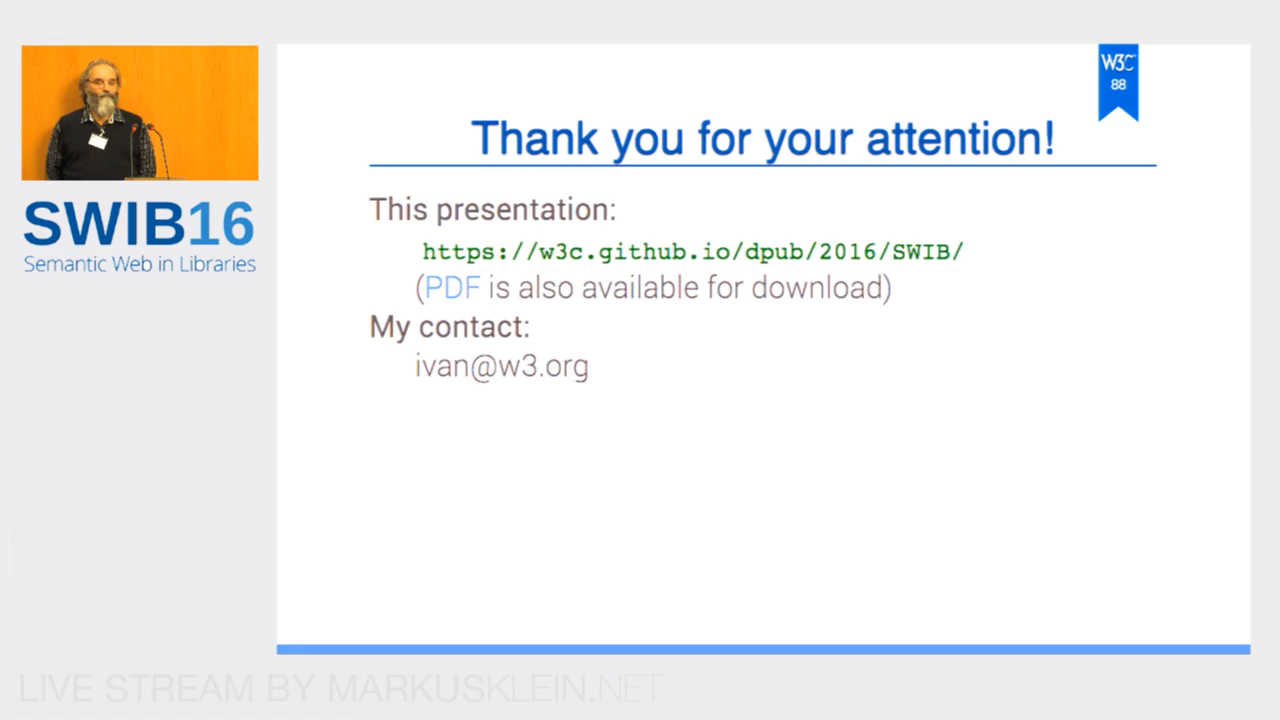 W3C
88
Thank you for your attention!
This presentation:
https://w3c.github.io/dpub/2016/SWIB/
(PDF is also available for download)
My contact:
ivan@w3.org
SWIB16
Semantic Web in Libraries
LIVE STREAM BY MARKUSKLEIN.NET